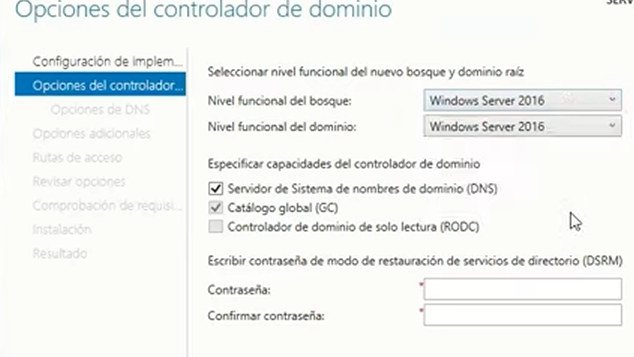 SERV
Opciones del controlador de dominio
Configuración de implem...
Opciones del controlador...
Opciones de DNS
Opciones adicionales
Rutas de acceso
Revisar opciones
Comprobación de requisi...
Instalación
Resultado
Seleccionar nivel funcional del nuevo bosque y dominio raíz
Nivel funcional del bosque: Windows Server 2016
Nivel funcional del dominio: Windows Server 2016
Especificar capacidades del controlador de dominio
Servidor de Sistema de nombres de dominio (DNS)
Catálogo global (GC)
Controlador de dominio de solo lectura (RODC)
Escribir contraseña de modo de restauración de servicios de directorio (DSRM)
Contraseña: *
Confirmar contraseña: *